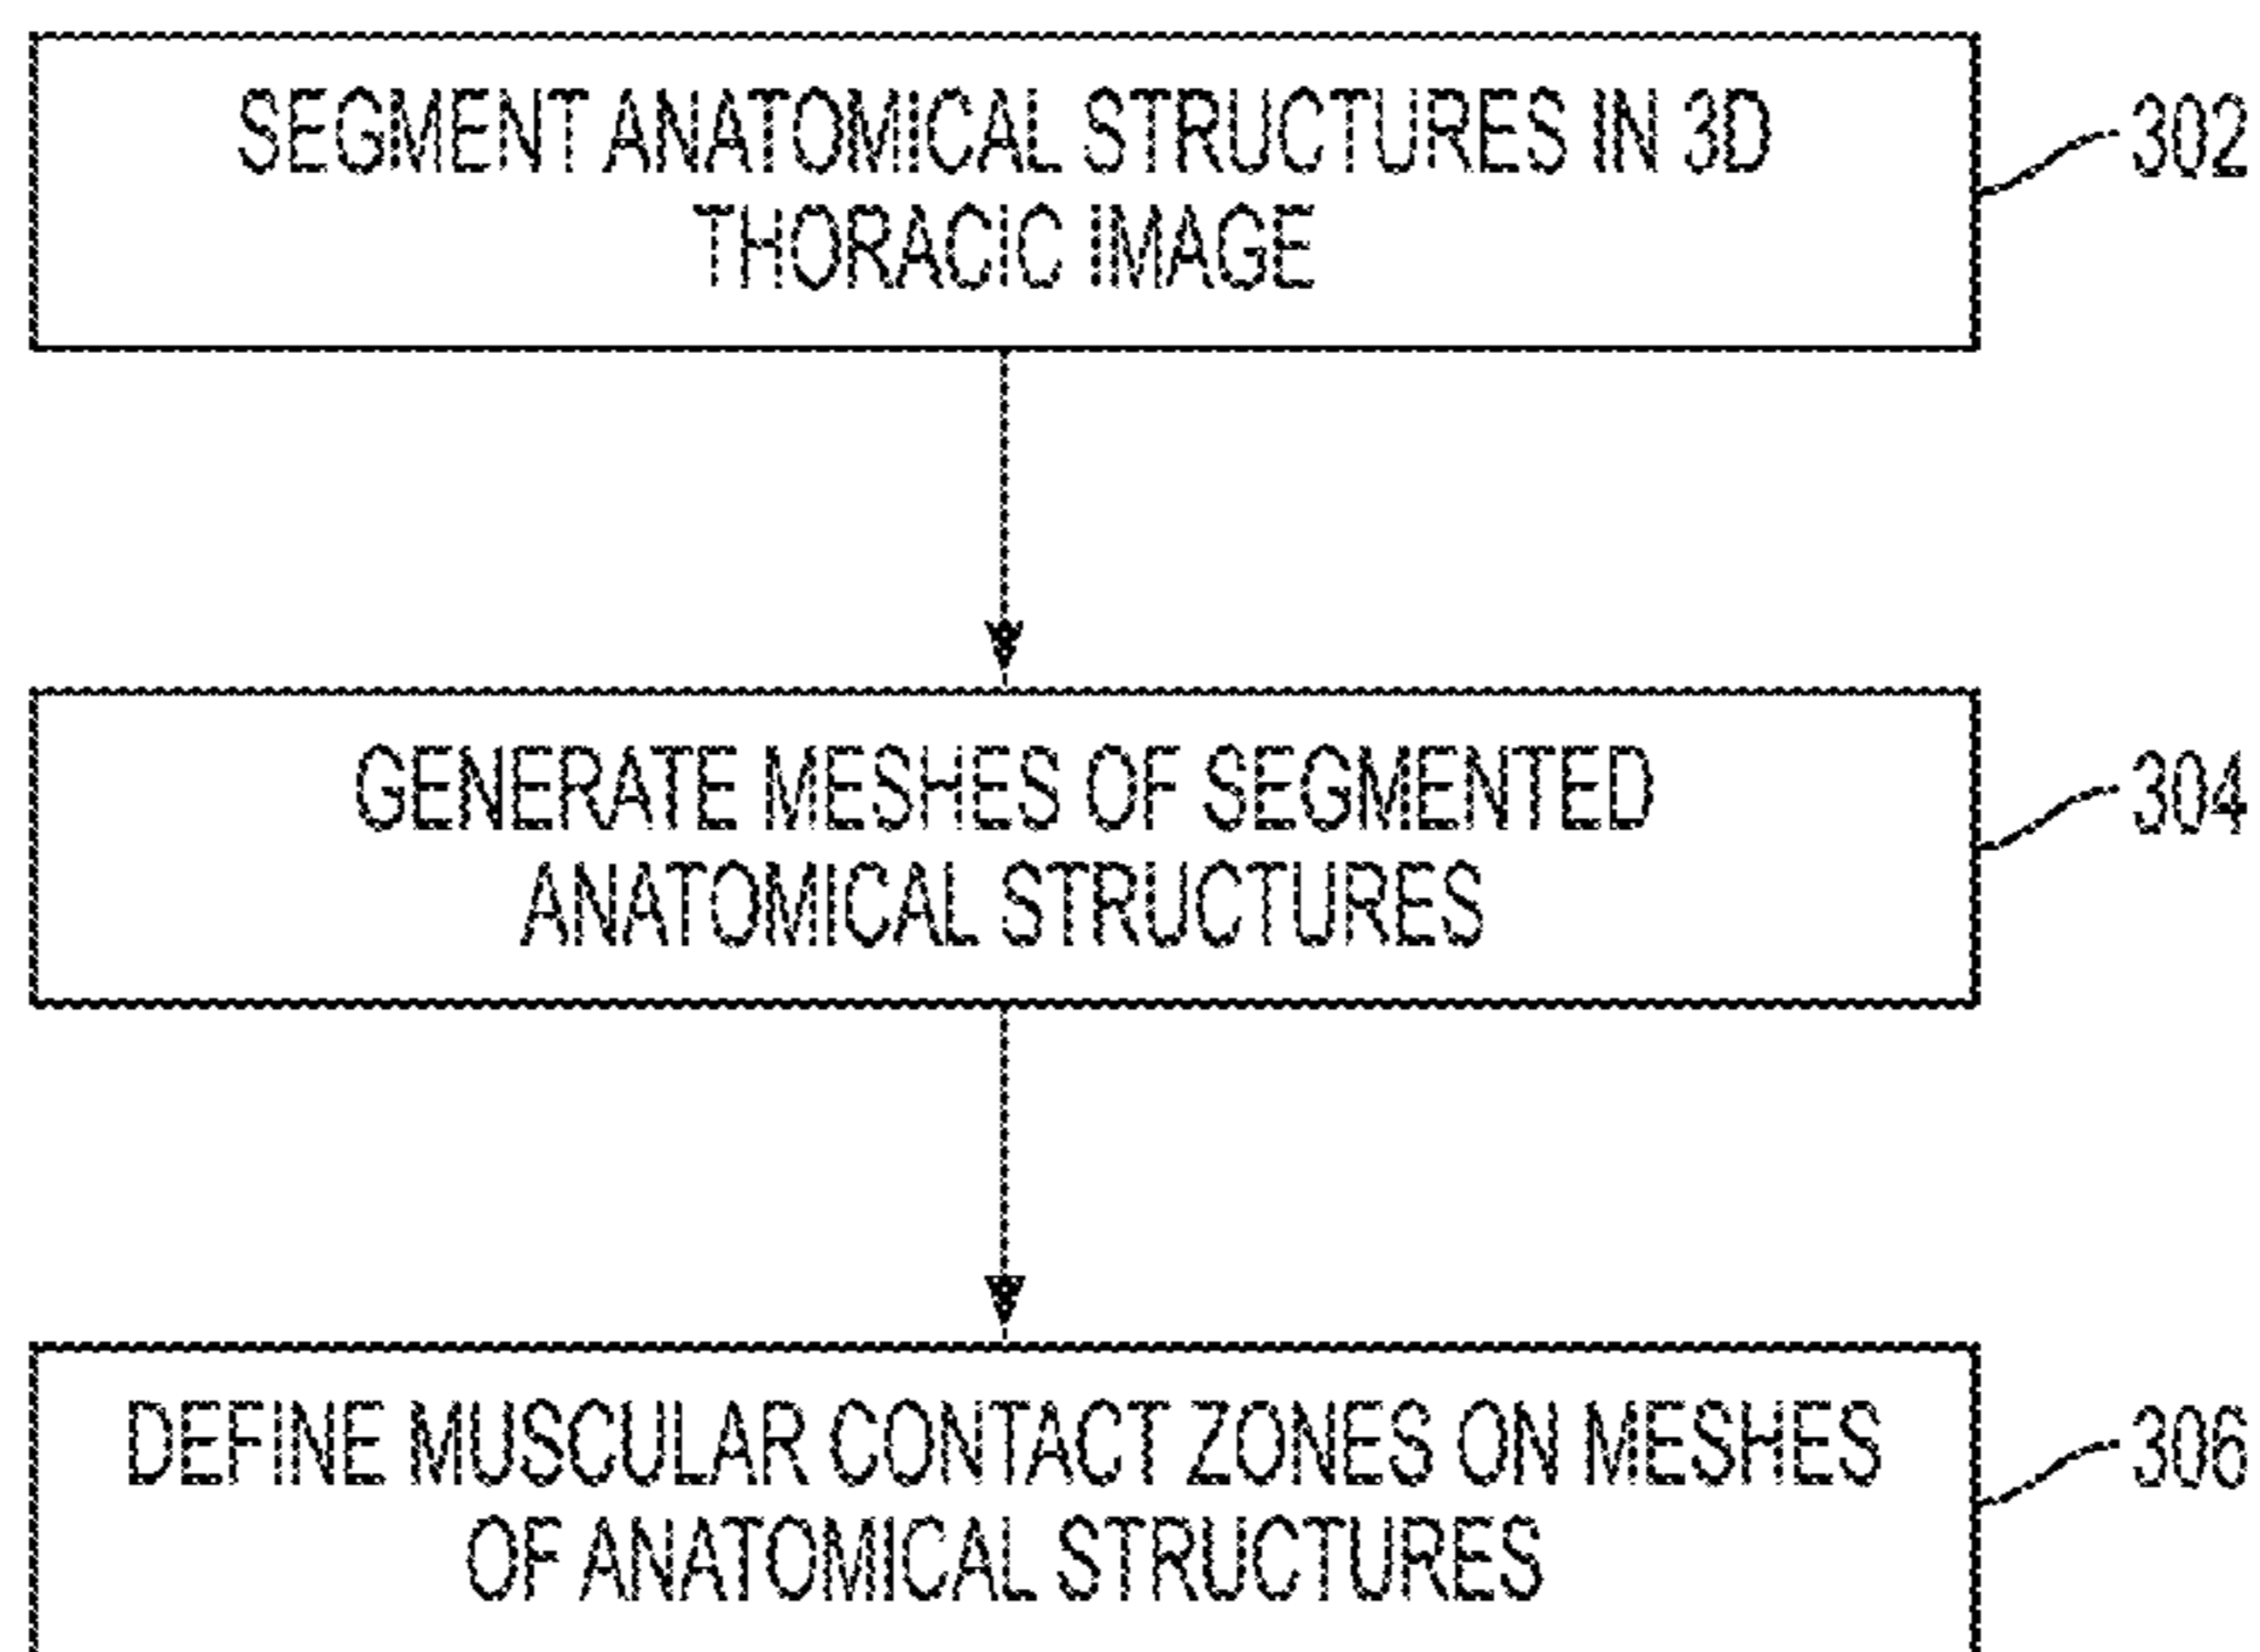 SEGMENT ANATOMICAL STRUCTURES IN 3D
THORACIC IMAGE
302
GENERATE MESHES OF SEGMENTED
ANATOMICAL STRUCTURES
304
DEFINE MUSCULAR CONTACT ZONES ON MESHES
OF ANATOMICAL STRUCTURES
306